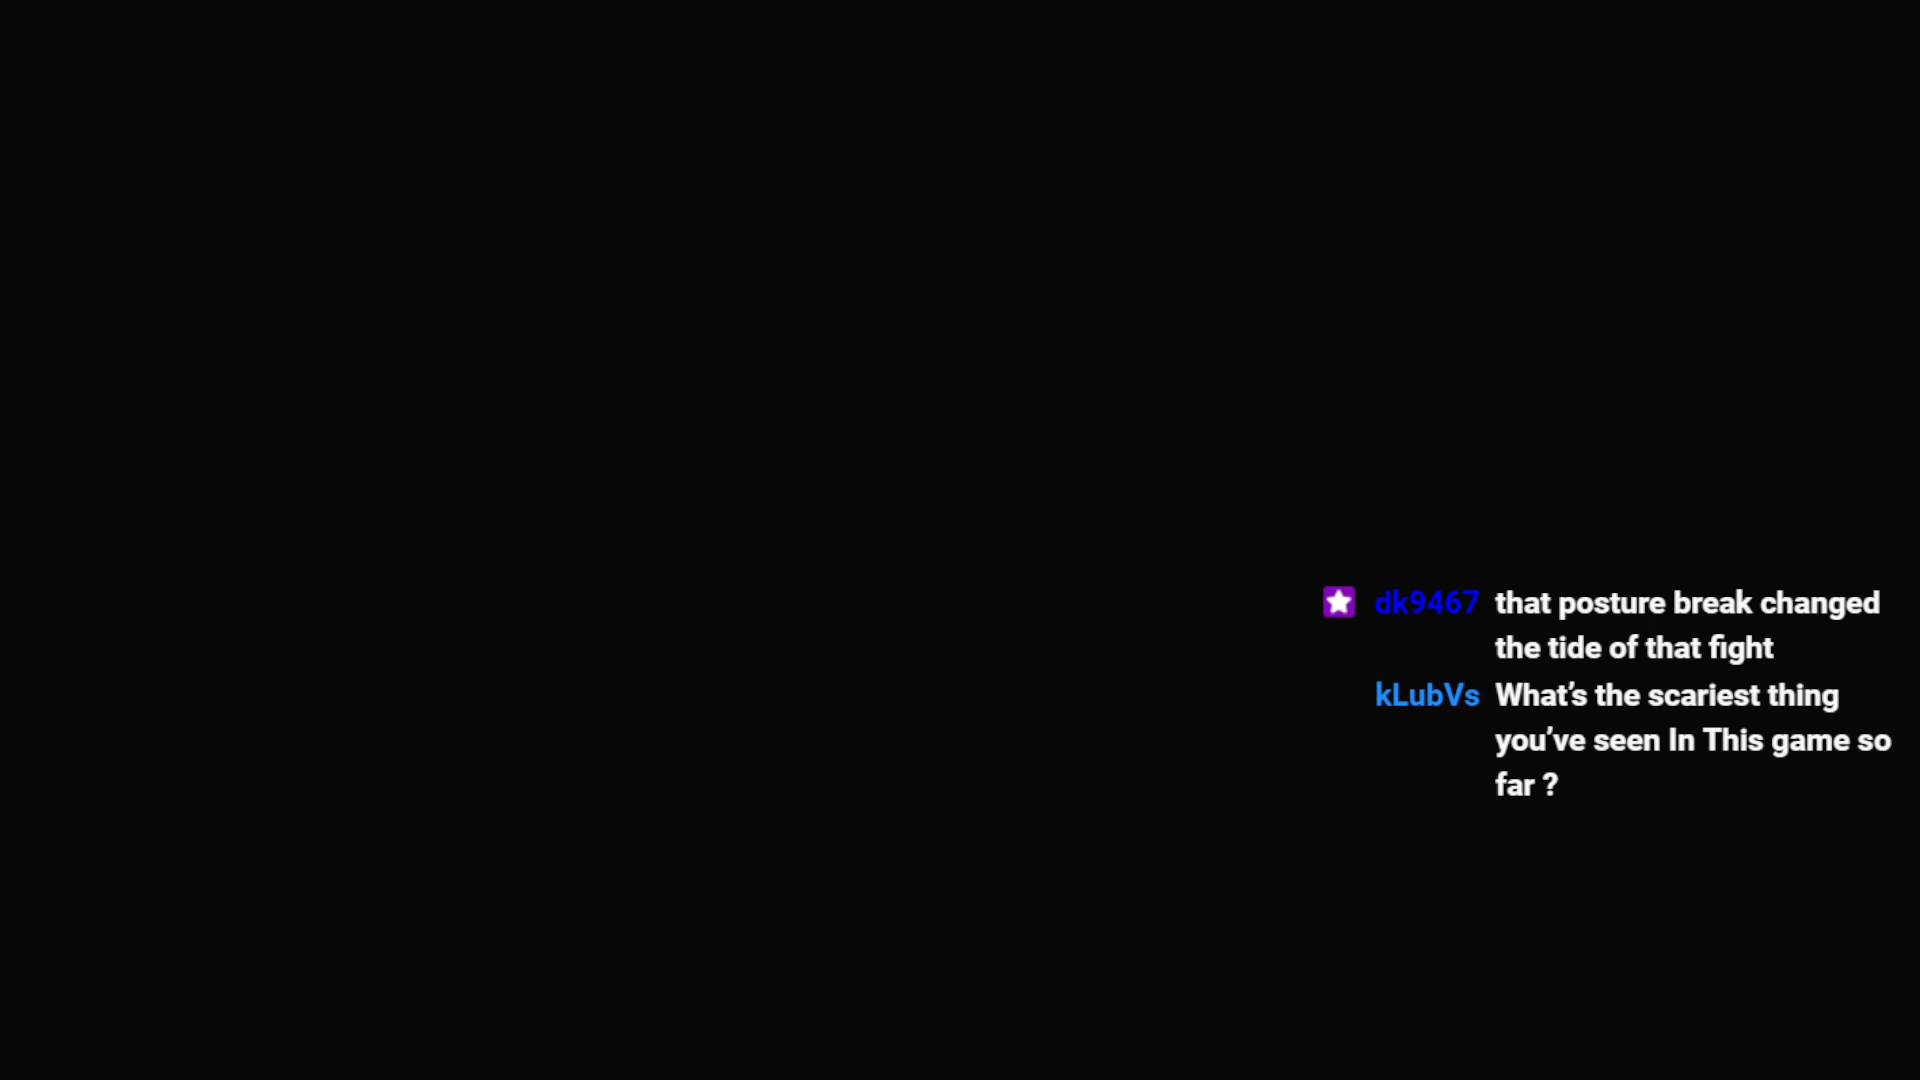 dk9467 that posture break changed
the tide of that fight
kLubVs What’s the scariest thing
you’ve seen In This game so
far ?